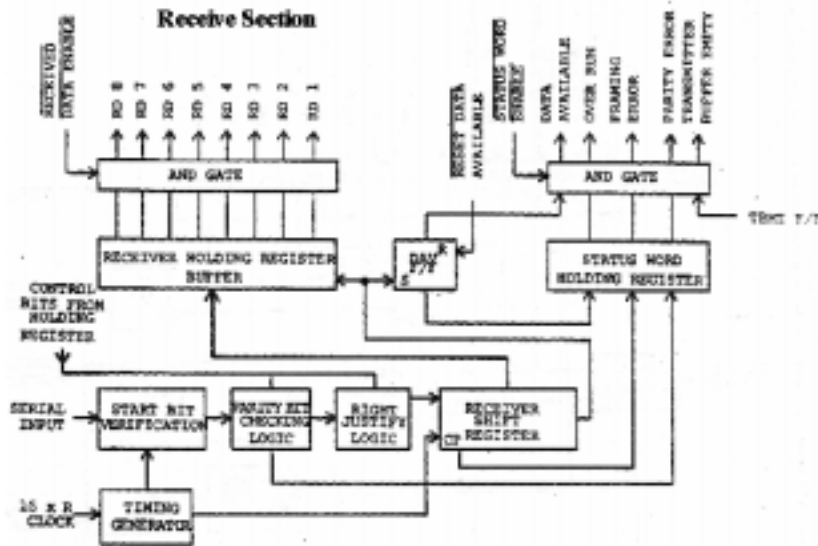 Receive Section
RECEIVED
DATA ENABLE
RD 8
RD 7
RD 6
RD 5
RD 4
RD 3
RD 2
RD 1
RESET DATA
AVAILABLE
STATUS WORD
ENABLE
DATA
AVAILABLE
OVER RUN
FRAMING
ERROR
PARITY ERROR
TRANSMITTER
BUFFER EMPTY
AND GATE
AND GATE
TBMT F/F
RECEIVER HOLDING REGISTER
BUFFER
DAV
F/F
R
S
STATUS WORD
HOLDING REGISTER
CONTROL
BITS FROM
HOLDING
REGISTER
SERIAL
INPUT
START BIT
VERIFICATION
PARITY BIT
CHECKING
LOGIC
RIGHT
JUSTIFY
LOGIC
RECEIVER
SHIFT
REGISTER
CP
16 x R
CLOCK
TIMING
GENERATOR